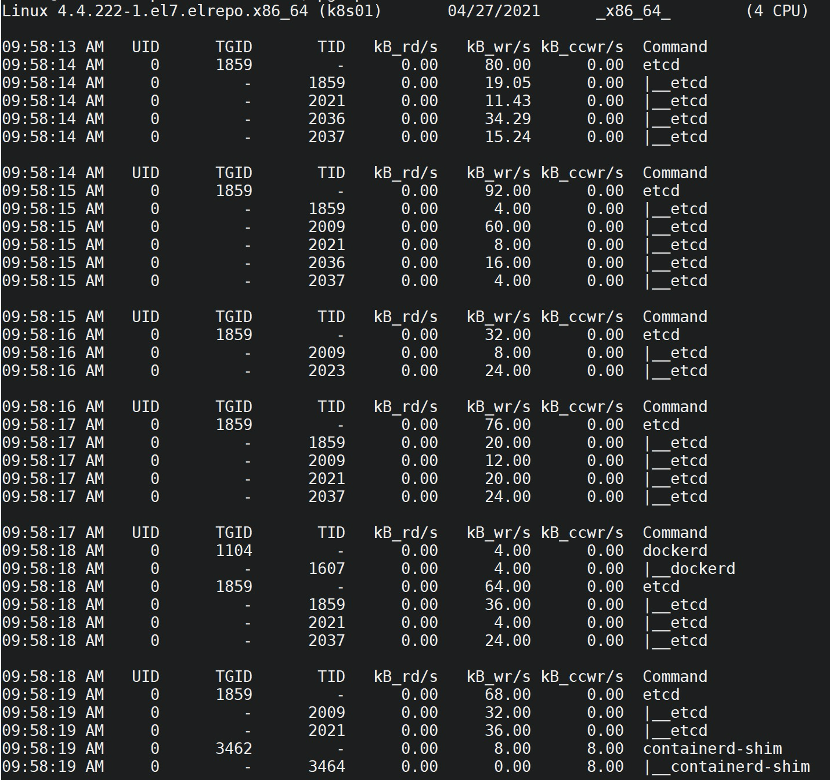 Linux 4.4.222-1.el7.elrepo.x86_64 (k8s01) 04/27/2021 _x86_64_ (4 CPU)
09:58:13 AM UID TGID TID kB_rd/s kB_wr/s kB_ccwr/s Command
09:58:14 AM 0 1859 - 0.00 80.00 0.00 etcd
09:58:14 AM 0 - 1859 0.00 19.05 0.00 |__etcd
09:58:14 AM 0 - 2021 0.00 11.43 0.00 |__etcd
09:58:14 AM 0 - 2036 0.00 34.29 0.00 |__etcd
09:58:14 AM 0 - 2037 0.00 15.24 0.00 |__etcd
09:58:14 AM UID TGID TID kB_rd/s kB_wr/s kB_ccwr/s Command
09:58:15 AM 0 1859 - 0.00 92.00 0.00 etcd
09:58:15 AM 0 - 1859 0.00 4.00 0.00 |__etcd
09:58:15 AM 0 - 2009 0.00 60.00 0.00 |__etcd
09:58:15 AM 0 - 2021 0.00 8.00 0.00 |__etcd
09:58:15 AM 0 - 2036 0.00 16.00 0.00 |__etcd
09:58:15 AM 0 - 2037 0.00 4.00 0.00 |__etcd
09:58:15 AM UID TGID TID kB_rd/s kB_wr/s kB_ccwr/s Command
09:58:16 AM 0 1859 - 0.00 32.00 0.00 etcd
09:58:16 AM 0 - 2009 0.00 8.00 0.00 |__etcd
09:58:16 AM 0 - 2023 0.00 24.00 0.00 |__etcd
09:58:16 AM UID TGID TID kB_rd/s kB_wr/s kB_ccwr/s Command
09:58:17 AM 0 1859 - 0.00 76.00 0.00 etcd
09:58:17 AM 0 - 1859 0.00 20.00 0.00 |__etcd
09:58:17 AM 0 - 2009 0.00 12.00 0.00 |__etcd
09:58:17 AM 0 - 2021 0.00 20.00 0.00 |__etcd
09:58:17 AM 0 - 2037 0.00 24.00 0.00 |__etcd
09:58:17 AM UID TGID TID kB_rd/s kB_wr/s kB_ccwr/s Command
09:58:18 AM 0 1104 - 0.00 4.00 0.00 dockerd
09:58:18 AM 0 - 1607 0.00 4.00 0.00 |__dockerd
09:58:18 AM 0 1859 - 0.00 64.00 0.00 etcd
09:58:18 AM 0 - 1859 0.00 36.00 0.00 |__etcd
09:58:18 AM 0 - 2021 0.00 4.00 0.00 |__etcd
09:58:18 AM 0 - 2037 0.00 24.00 0.00 |__etcd
09:58:18 AM UID TGID TID kB_rd/s kB_wr/s kB_ccwr/s Command
09:58:19 AM 0 1859 - 0.00 68.00 0.00 etcd
09:58:19 AM 0 - 2009 0.00 32.00 0.00 |__etcd
09:58:19 AM 0 - 2021 0.00 36.00 0.00 |__etcd
09:58:19 AM 0 3462 - 0.00 8.00 8.00 containerd-shim
09:58:19 AM 0 - 3464 0.00 0.00 8.00 |__containerd-shim